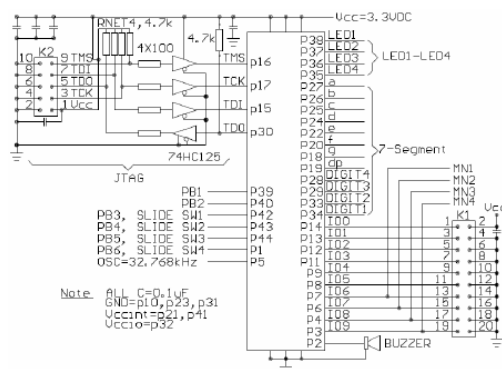 Vcc=3.3VDC
RNET4,4.7k
4.7k
K2
4X100
10 9 TMS
8 7 TDI
6 5 TDO
4 3 TCK
2 1 Vcc
TMS p16
TCK p17
TDI p15
TDO p30
74HC125
JTAG
P38 LED1
P37 LED2
P36 LED3
P35 LED4
LED1-LED4
P27 a
P26 b
P25 c
P24 d
P22 e
P20 f
P18 g
P19 dp
7-Segment
P28 DIGIT4
P29 DIGIT3
P33 DIGIT2
P34 DIGIT1
MN1
MN2
MN3
MN4
PB1 P39
PB2 P40
PB3, SLIDE SW1 P42
PB4, SLIDE SW2 P43
PB5, SLIDE SW3 P44
PB6, SLIDE SW4 P1
OSC=32.768kHz P5
P14 IO0
P13 IO1
P12 IO2
P11 IO3
P9 IO4
P8 IO5
P7 IO6
P6 IO7
P4 IO8
P3 IO9
P2 BUZZER
K1
Vcc
1 2
3 4
5 6
7 8
9 10
11 12
13 14
15 16
17 18
19 20
Note ALL C=0.1uF
GND=p10,p23,p31
Vccint=p21,p41
Vccio=p32